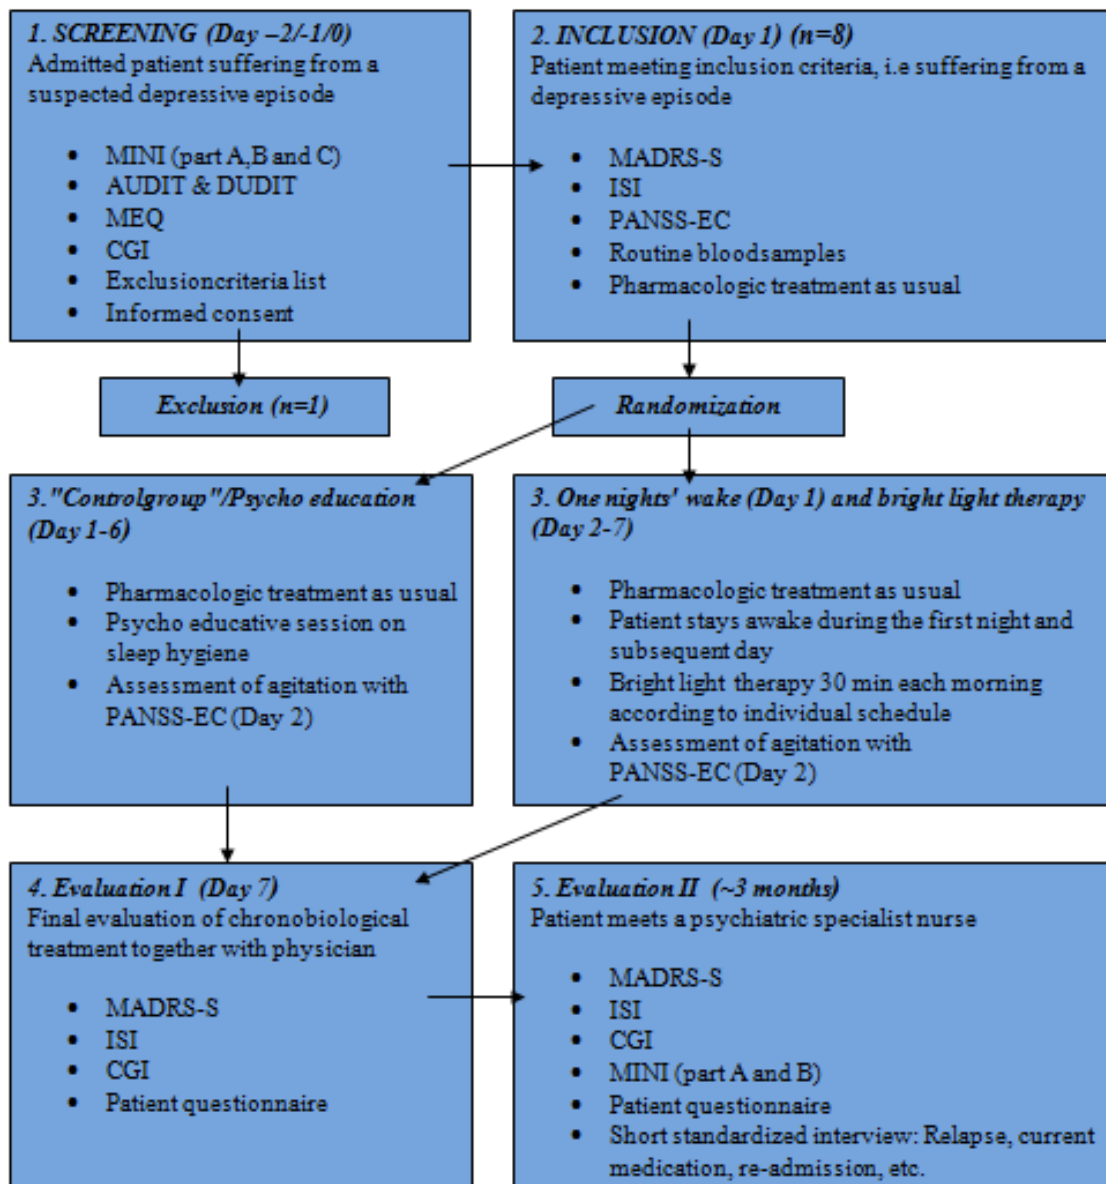 1. SCREENING (Day –2/-1/0)
Admitted patient suffering from a
suspected depressive episode
• MINI (part A,B and C)
• AUDIT & DUDIT
• MEQ
• CGI
• Exclusioncriteria list
• Informed consent
2. INCLUSION (Day 1) (n=8)
Patient meeting inclusion criteria, i.e suffering from a
depressive episode
• MADRS-S
• ISI
• PANSS-EC
• Routine bloodsamples
• Pharmacologic treatment as usual
Exclusion (n=1)
Randomization
3."Controlgroup"/Psycho education
(Day 1-6)
• Pharmacologic treatment as usual
• Psycho educative session on
sleep hygiene
• Assessment of agitation with
PANSS-EC (Day 2)
3. One nights' wake (Day 1) and bright light therapy
(Day 2-7)
• Pharmacologic treatment as usual
• Patient stays awake during the first night and
subsequent day
• Bright light therapy 30 min each morning
according to individual schedule
• Assessment of agitation with
PANSS-EC (Day 2)
4. Evaluation I (Day 7)
Final evaluation of chronobiological
treatment together with physician
• MADRS-S
• ISI
• CGI
• Patient questionnaire
5. Evaluation II (~3 months)
Patient meets a psychiatric specialist nurse
• MADRS-S
• ISI
• CGI
• MINI (part A and B)
• Patient questionnaire
• Short standardized interview: Relapse, current
medication, re-admission, etc.